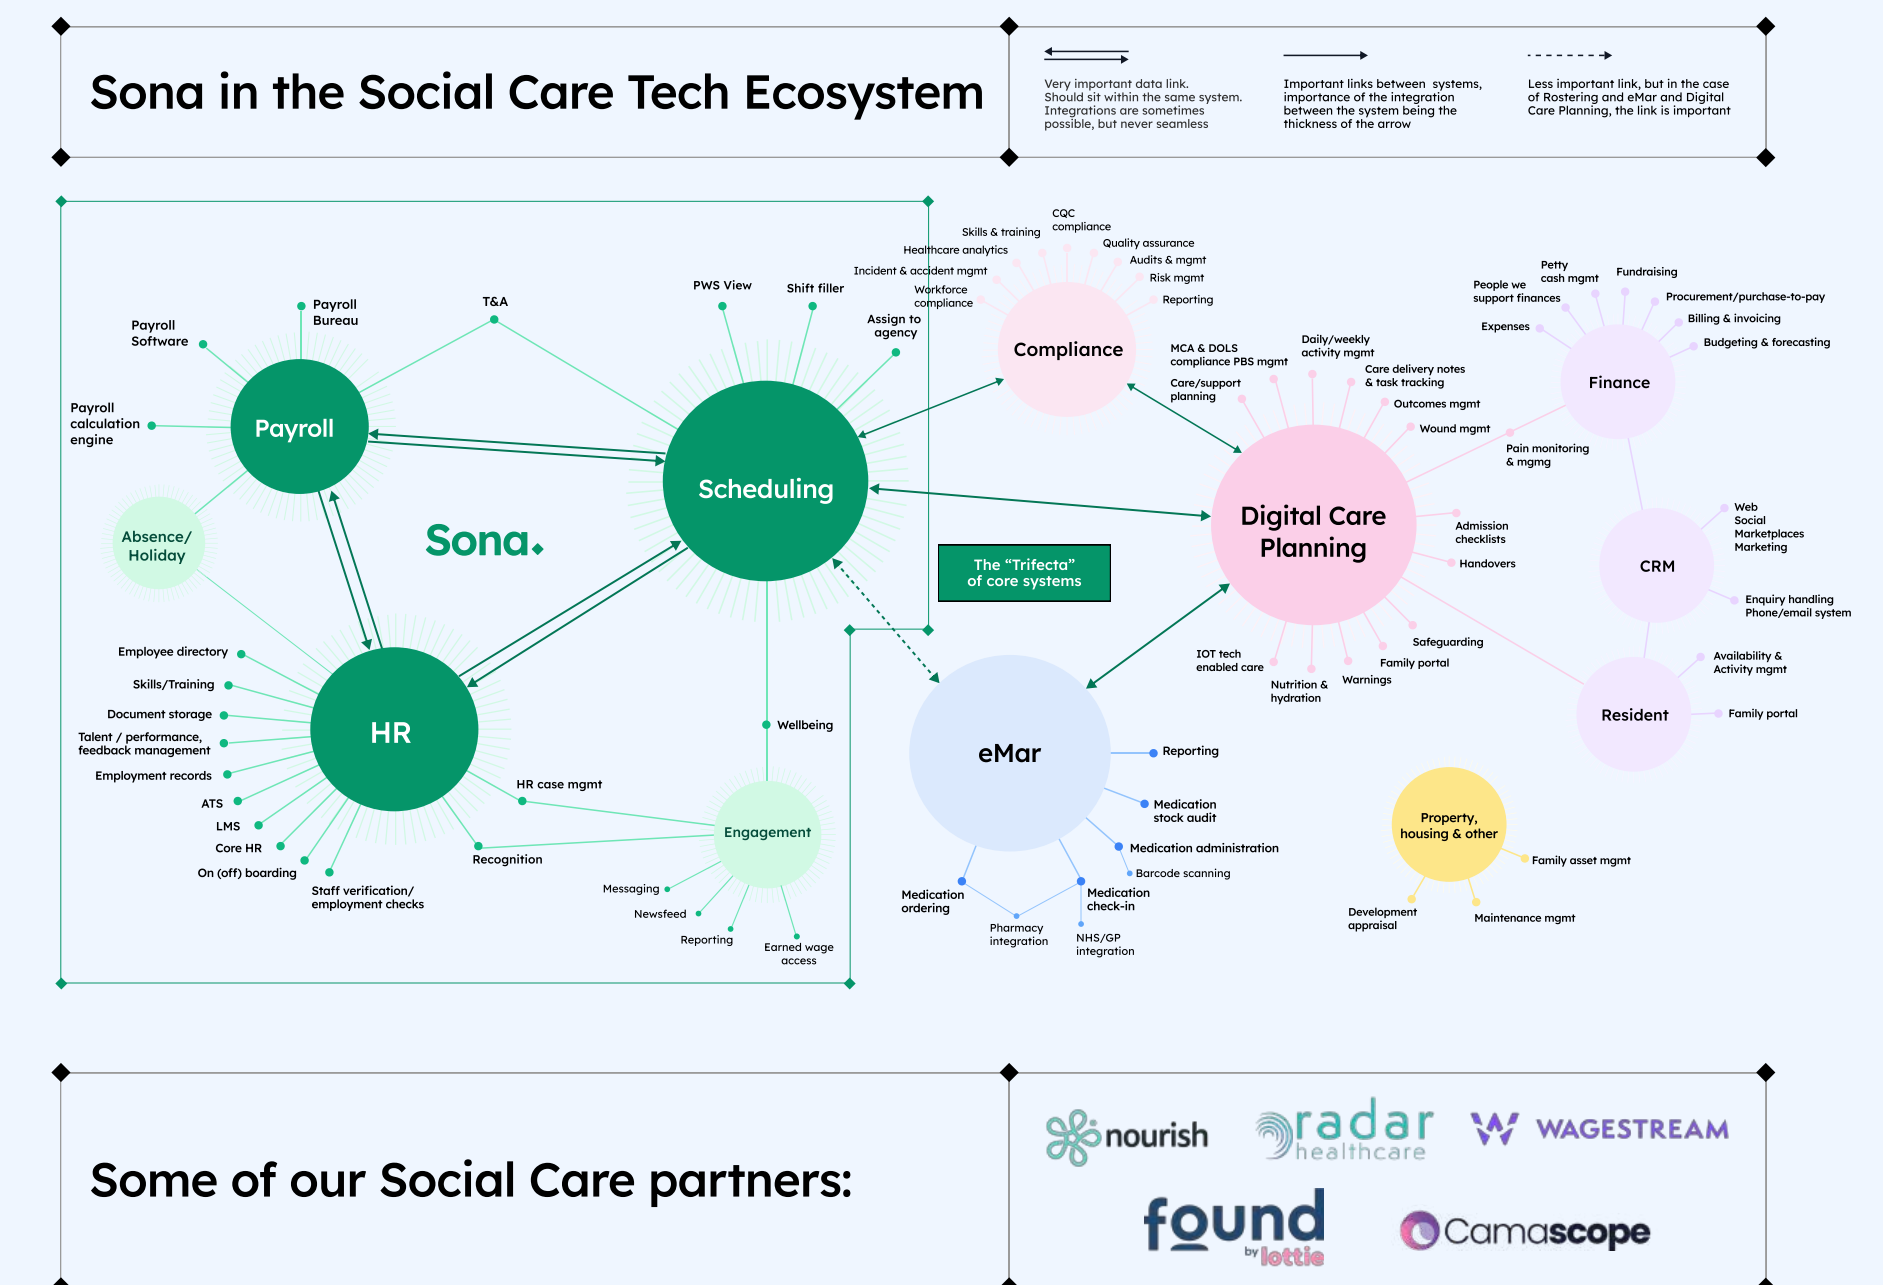 Sona in the Social Care Tech Ecosystem
Very important data link.
Should sit within the same system.
Integrations are sometimes
possible, but never seamless
Important links between systems,
importance of the integration
between the system being the
thickness of the arrow
Less important link, but in the case
of Rostering and eMar and Digital
Care Planning, the link is important
Payroll
Bureau
Payroll
Software
Payroll
calculation
engine
T&A
Payroll
Absence/
Holiday
Sona.
PWS View
Shift filler
Assign to
agency
Scheduling
Employee directory
Skills/Training
Document storage
Talent / performance,
feedback management
Employment records
ATS
LMS
Core HR
On (off) boarding
Staff verification/
employment checks
HR
HR case mgmt
Recognition
Wellbeing
Engagement
Messaging
Newsfeed
Reporting
Earned wage
access
CQC
compliance
Skills & training
Healthcare analytics
Incident & accident mgmt
Workforce
compliance
Quality assurance
Audits & mgmt
Risk mgmt
Reporting
Compliance
The “Trifecta”
of core systems
MCA & DOLS
compliance PBS mgmt
Care/support
planning
Daily/weekly
activity mgmt
Care delivery notes
& task tracking
Outcomes mgmt
Wound mgmt
Pain monitoring
& mgmg
Digital Care
Planning
Admission
checklists
Handovers
Safeguarding
Family portal
Warnings
Nutrition &
hydration
IOT tech
enabled care
eMar
Reporting
Medication
stock audit
Medication administration
Barcode scanning
Medication
check-in
NHS/GP
integration
Pharmacy
integration
Medication
ordering
Petty
cash mgmt
Fundraising
People we
support finances
Procurement/purchase-to-pay
Expenses
Billing & invoicing
Budgeting & forecasting
Finance
CRM
Web
Social
Marketplaces
Marketing
Enquiry handling
Phone/email system
Resident
Availability &
Activity mgmt
Family portal
Property,
housing & other
Family asset mgmt
Maintenance mgmt
Development
appraisal
Some of our Social Care partners:
nourish
radar
healthcare
WAGESTREAM
found
by lottie
Camascope